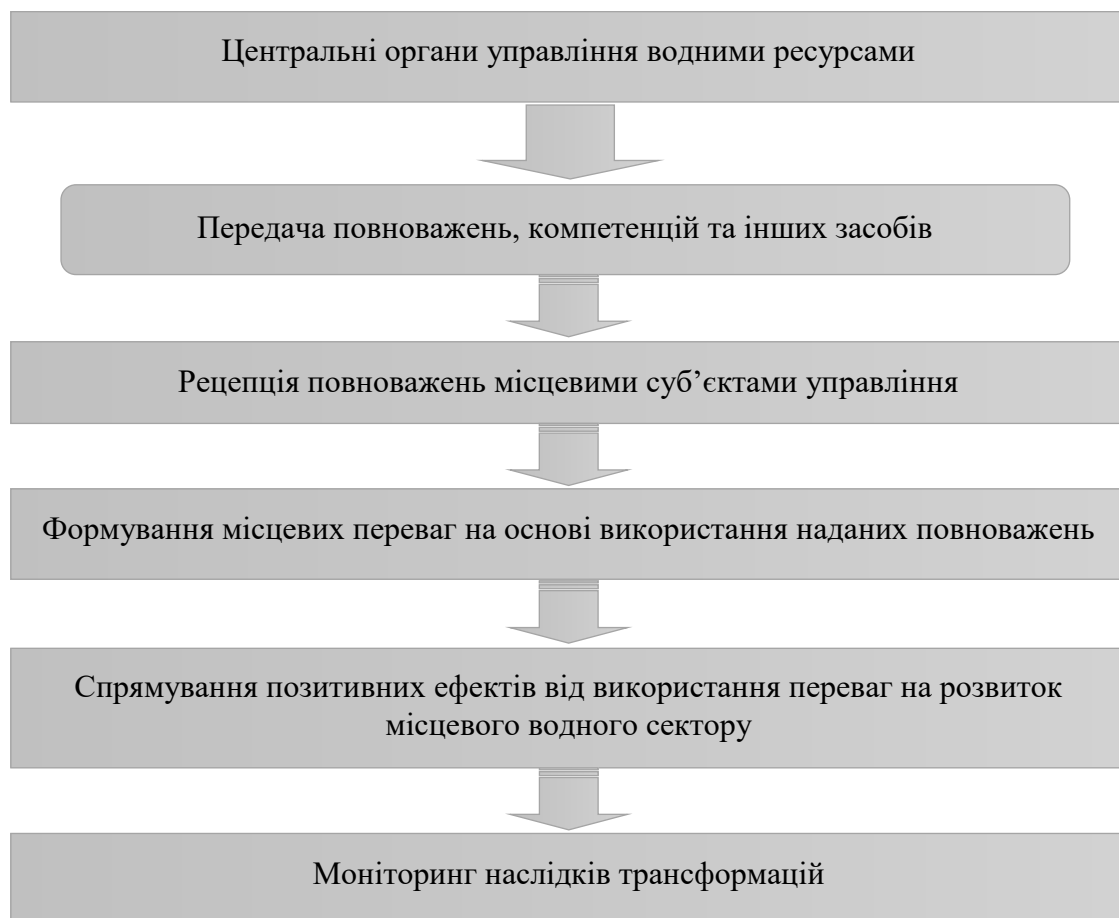 Центральні органи управління водними ресурсами
Передача повноважень, компетенцій та інших засобів
Рецепція повноважень місцевими суб’єктами управління
Формування місцевих переваг на основі використання наданих повноважень
Спрямування позитивних ефектів від використання переваг на розвиток
місцевого водного сектору
Моніторинг наслідків трансформацій